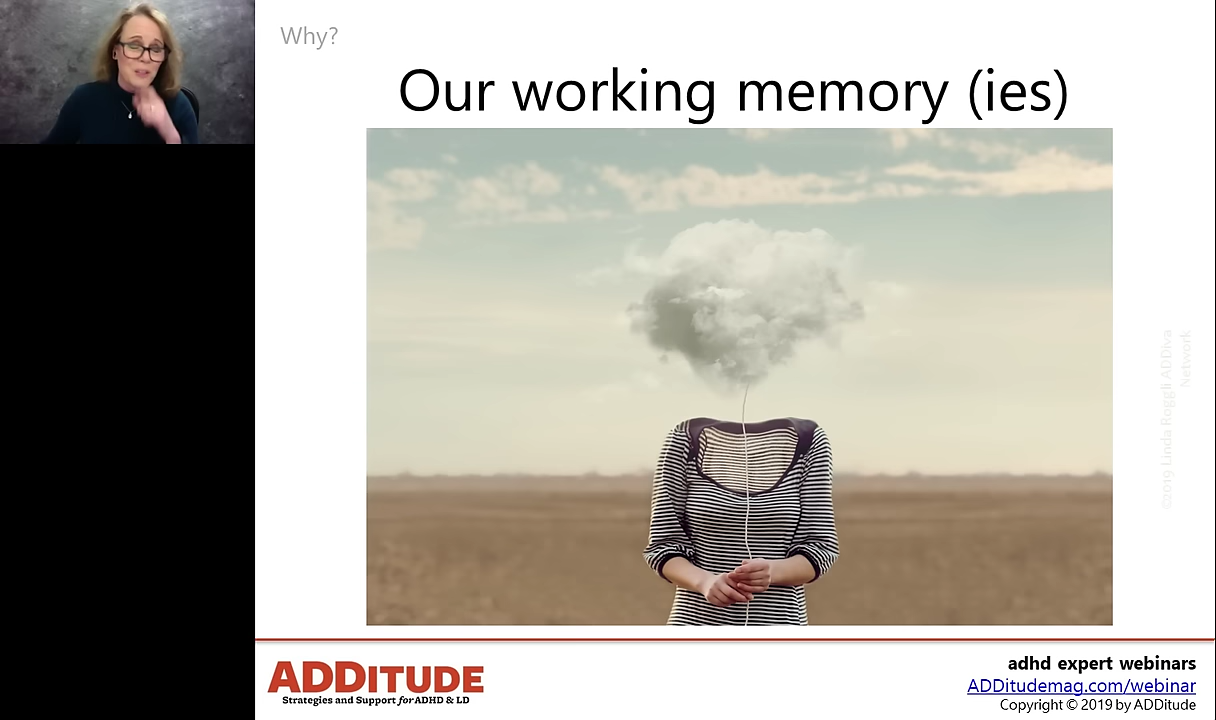 Why?
Our working memory (ies)
©2019 Linda Roggli ADDiva
Network
ADDITUDE
Strategies and Support for ADHD & LD
adhd expert webinars
ADDitudemag.com/webinar
Copyright © 2019 by ADDitude